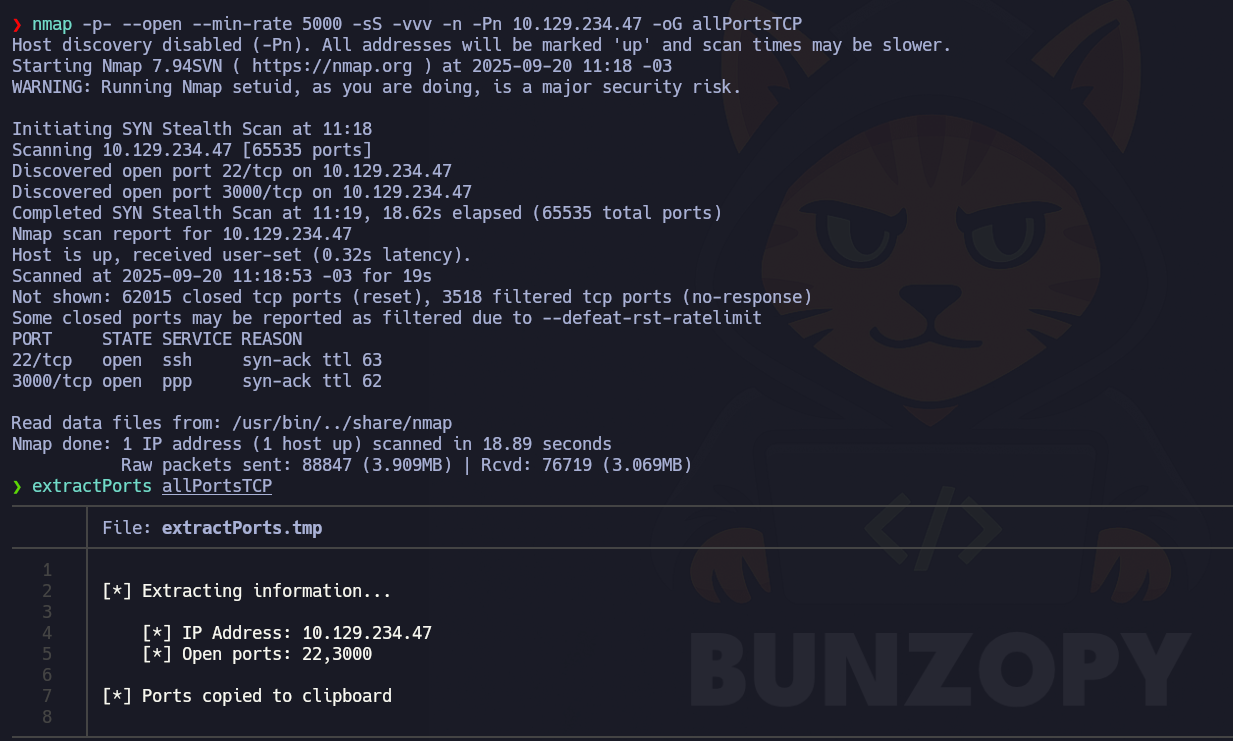 ❯ nmap -p- --open --min-rate 5000 -sS -vvv -n -Pn 10.129.234.47 -oG allPortsTCP
Host discovery disabled (-Pn). All addresses will be marked 'up' and scan times may be slower.
Starting Nmap 7.94SVN ( https://nmap.org ) at 2025-09-20 11:18 -03
WARNING: Running Nmap setuid, as you are doing, is a major security risk.

Initiating SYN Stealth Scan at 11:18
Scanning 10.129.234.47 [65535 ports]
Discovered open port 22/tcp on 10.129.234.47
Discovered open port 3000/tcp on 10.129.234.47
Completed SYN Stealth Scan at 11:19, 18.62s elapsed (65535 total ports)
Nmap scan report for 10.129.234.47
Host is up, received user-set (0.32s latency).
Scanned at 2025-09-20 11:18:53 -03 for 19s
Not shown: 62015 closed tcp ports (reset), 3518 filtered tcp ports (no-response)
Some closed ports may be reported as filtered due to --defeat-rst-ratelimit
PORT     STATE SERVICE REASON
22/tcp   open  ssh     syn-ack ttl 63
3000/tcp open  ppp     syn-ack ttl 62

Read data files from: /usr/bin/../share/nmap
Nmap done: 1 IP address (1 host up) scanned in 18.89 seconds
           Raw packets sent: 88847 (3.909MB) | Rcvd: 76719 (3.069MB)
❯ extractPorts allPortsTCP
File: extractPorts.tmp
1
2 [*] Extracting information...
3
4     [*] IP Address: 10.129.234.47
5     [*] Open ports: 22,3000
6
7 [*] Ports copied to clipboard
8
</>
BUNZOPY